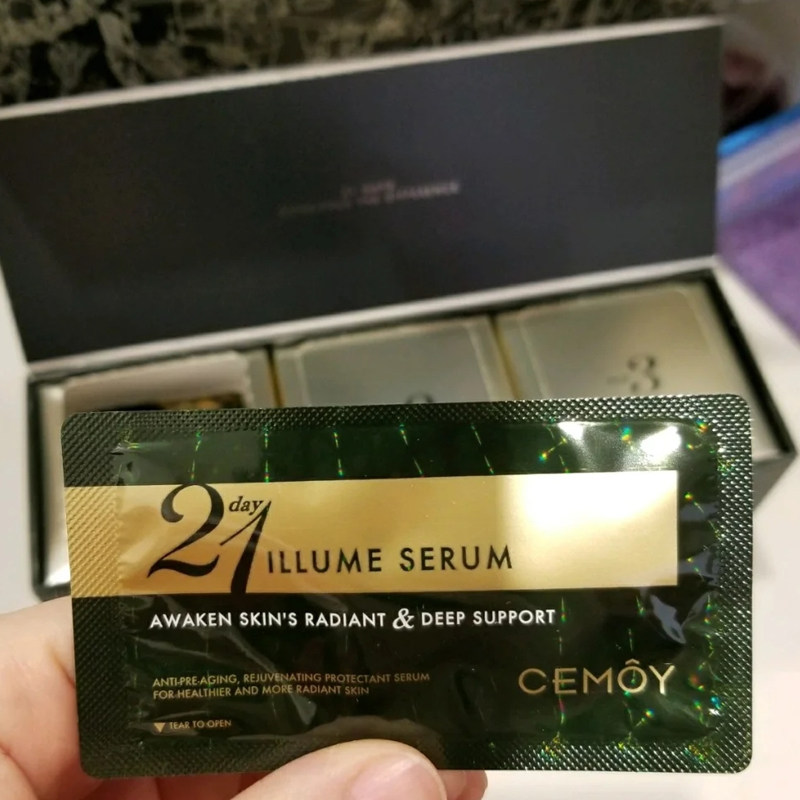 3
21 day ILLUME SERUM
AWAKEN SKIN'S RADIANT & DEEP SUPPORT
ANTI-PRE-AGING, REJUVENATING PROTECTANT SERUM
FOR HEALTHIER AND MORE RADIANT SKIN
CEMÔY
▼ TEAR TO OPEN